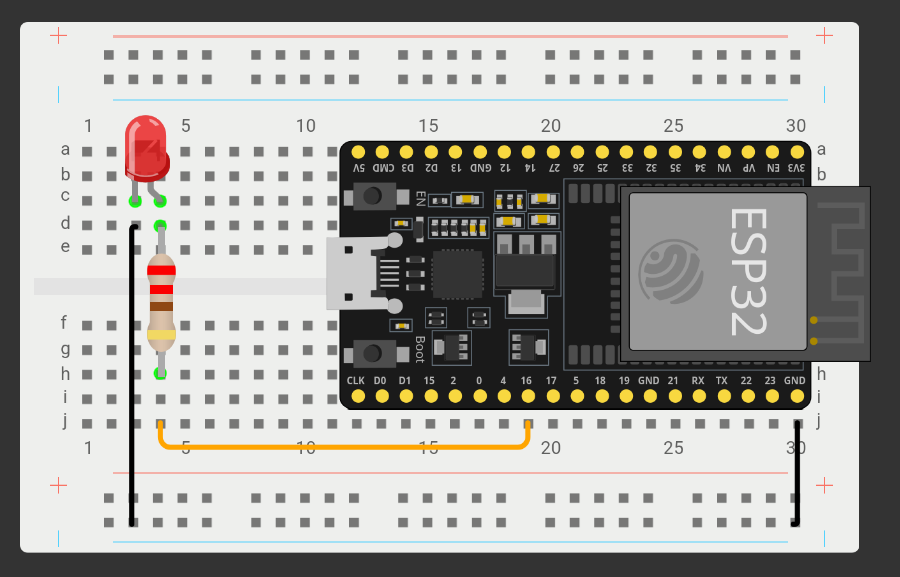 1 5 10 15 20 25 30
a a
5V CMD D3 D2 13 GND 12 14 27 26 25 33 32 35 34 VN VP EN 3V3
b b
c
EN
d
e
ESP32
f
g
Boot
h h
CLK D0 D1 15 2 0 4 16 17 5 18 19 GND 21 RX TX 22 23 GND
i i
j j
1 5 10 15 20 25 30